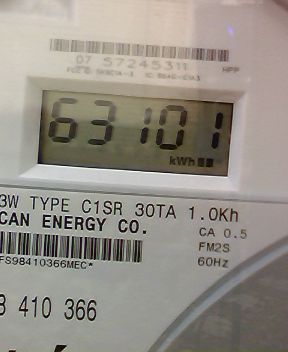 07 57245311
63101
kWh
3W TYPE C1SR 30TA 1.0Kh
CAN ENERGY CO.
CA 0.5
FM2S
FS98410366MEC*
60Hz
8 410 366